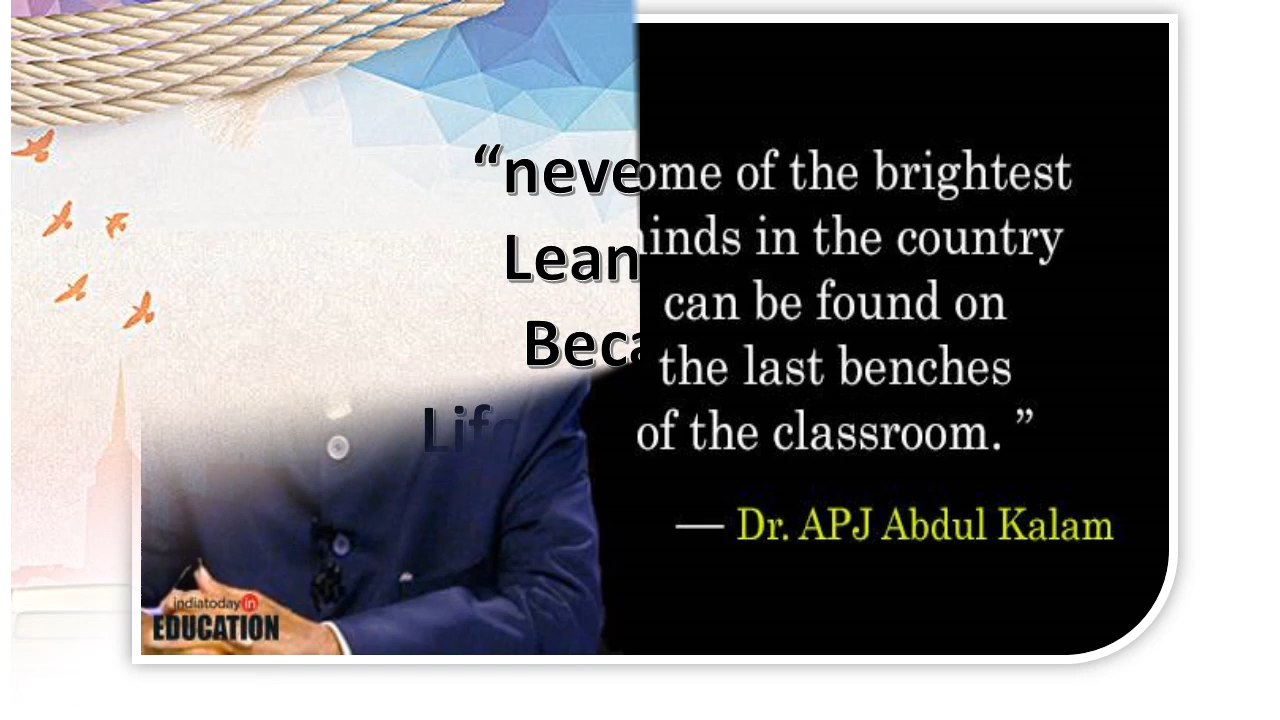 “neve
Lean
Beca
Life
ome of the brightest
inds in the country
can be found on
the last benches
of the classroom. ”
— Dr. APJ Abdul Kalam
indiatoday in
EDUCATION